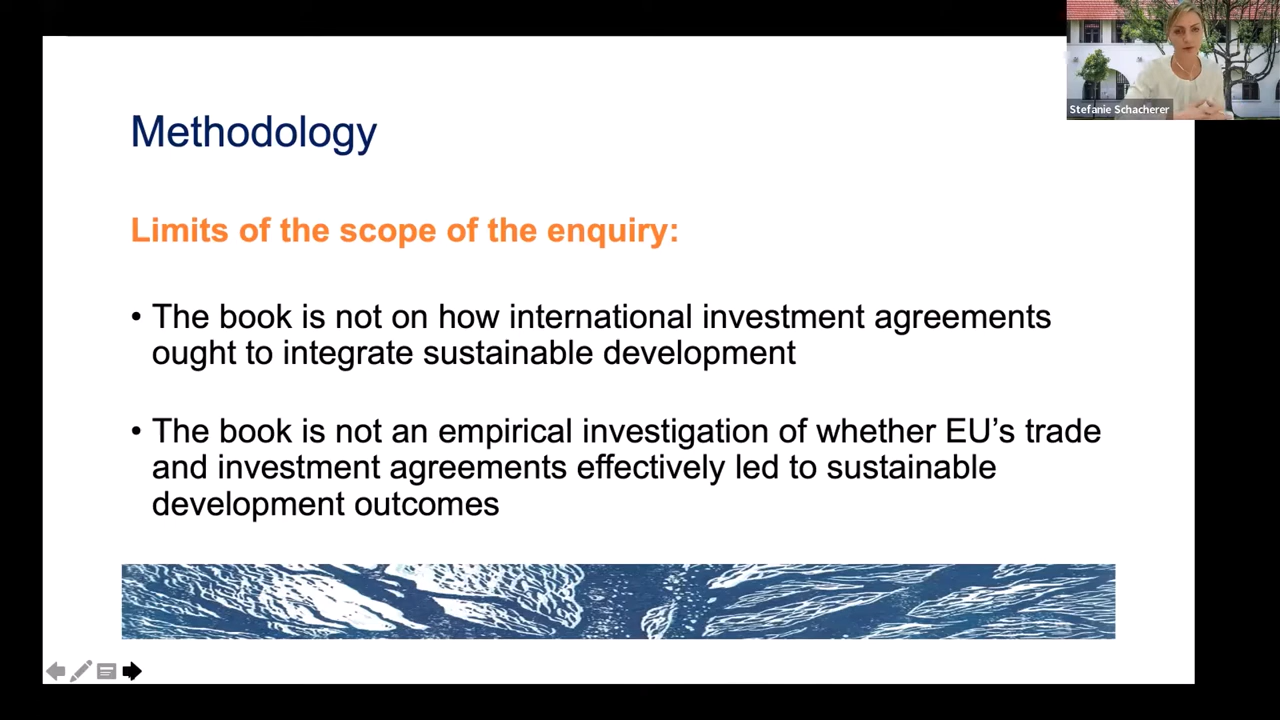 Stefanie Schacherer
Methodology
Limits of the scope of the enquiry:
• The book is not on how international investment agreements
ought to integrate sustainable development
• The book is not an empirical investigation of whether EU’s trade
and investment agreements effectively led to sustainable
development outcomes